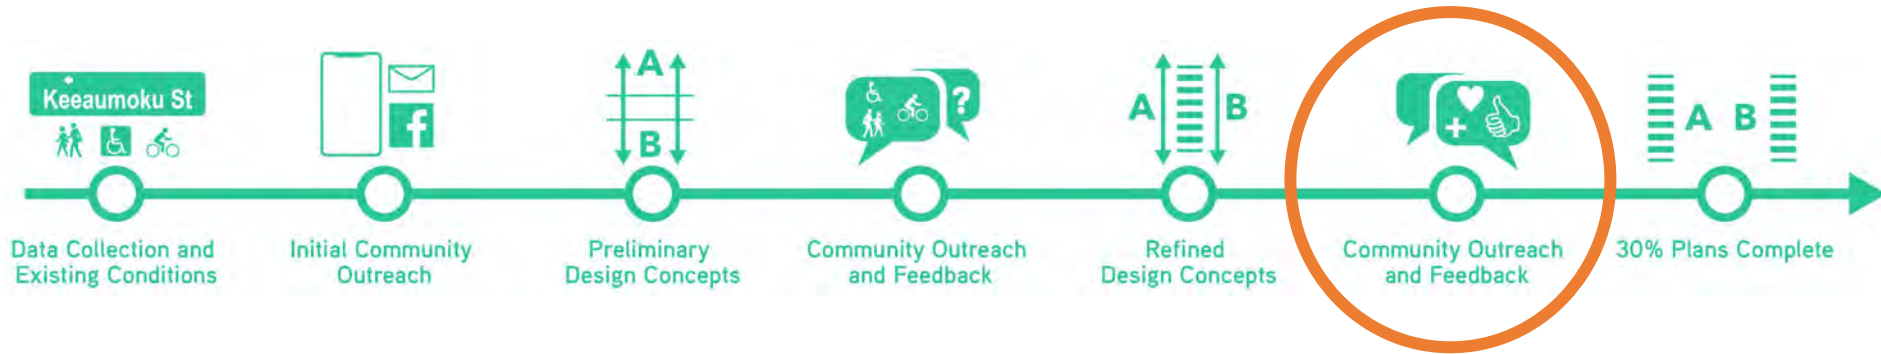 Keeaumoku St
A
B
?
A
B
A B
Data Collection and
Existing Conditions
Initial Community
Outreach
Preliminary
Design Concepts
Community Outreach
and Feedback
Refined
Design Concepts
Community Outreach
and Feedback
30% Plans Complete